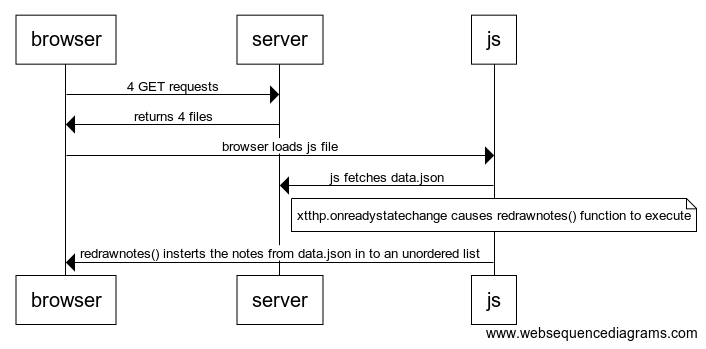 browser server js
4 GET requests
returns 4 files
browser loads js file
js fetches data.json
xtthp.onreadystatechange causes redrawnotes() function to execute
redrawnotes() insterts the notes from data.json in to an unordered list
browser server js
www.websequencediagrams.com